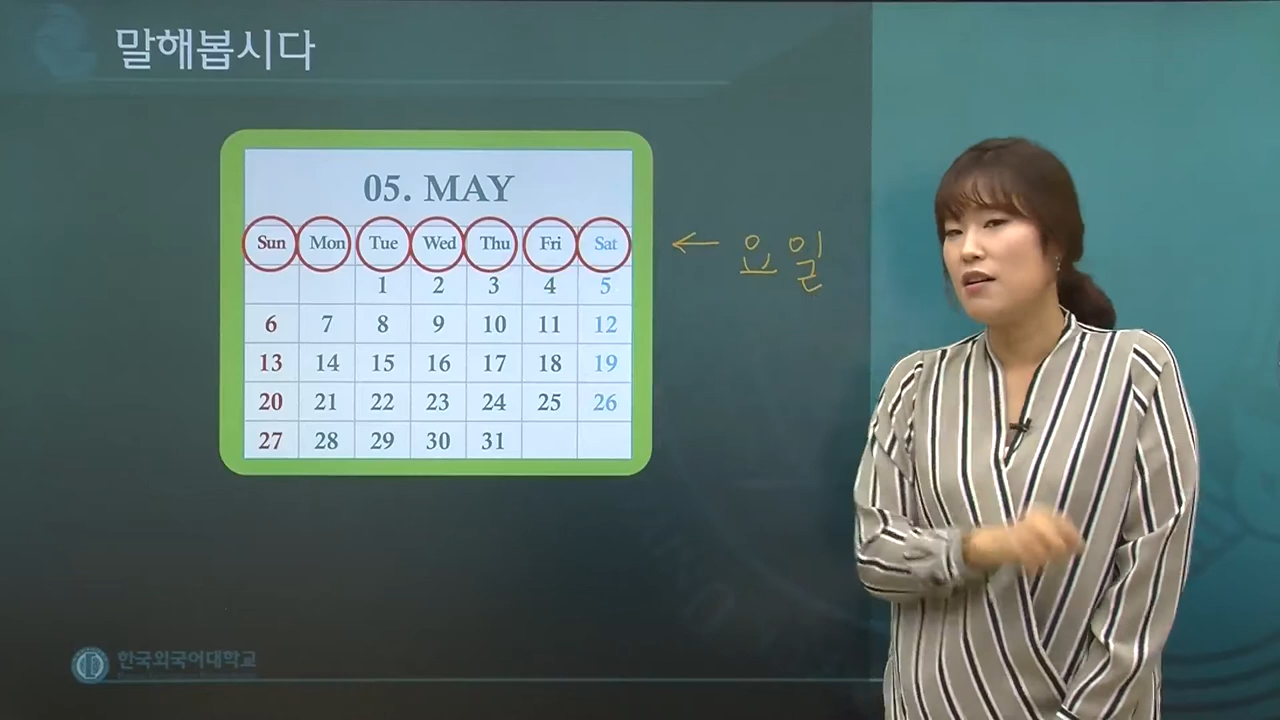 말해봅시다
05. MAY
Sun Mon Tue Wed Thu Fri Sat
1 2 3 4 5
6 7 8 9 10 11 12
13 14 15 16 17 18 19
20 21 22 23 24 25 26
27 28 29 30 31
← 요일
한국외국어대학교